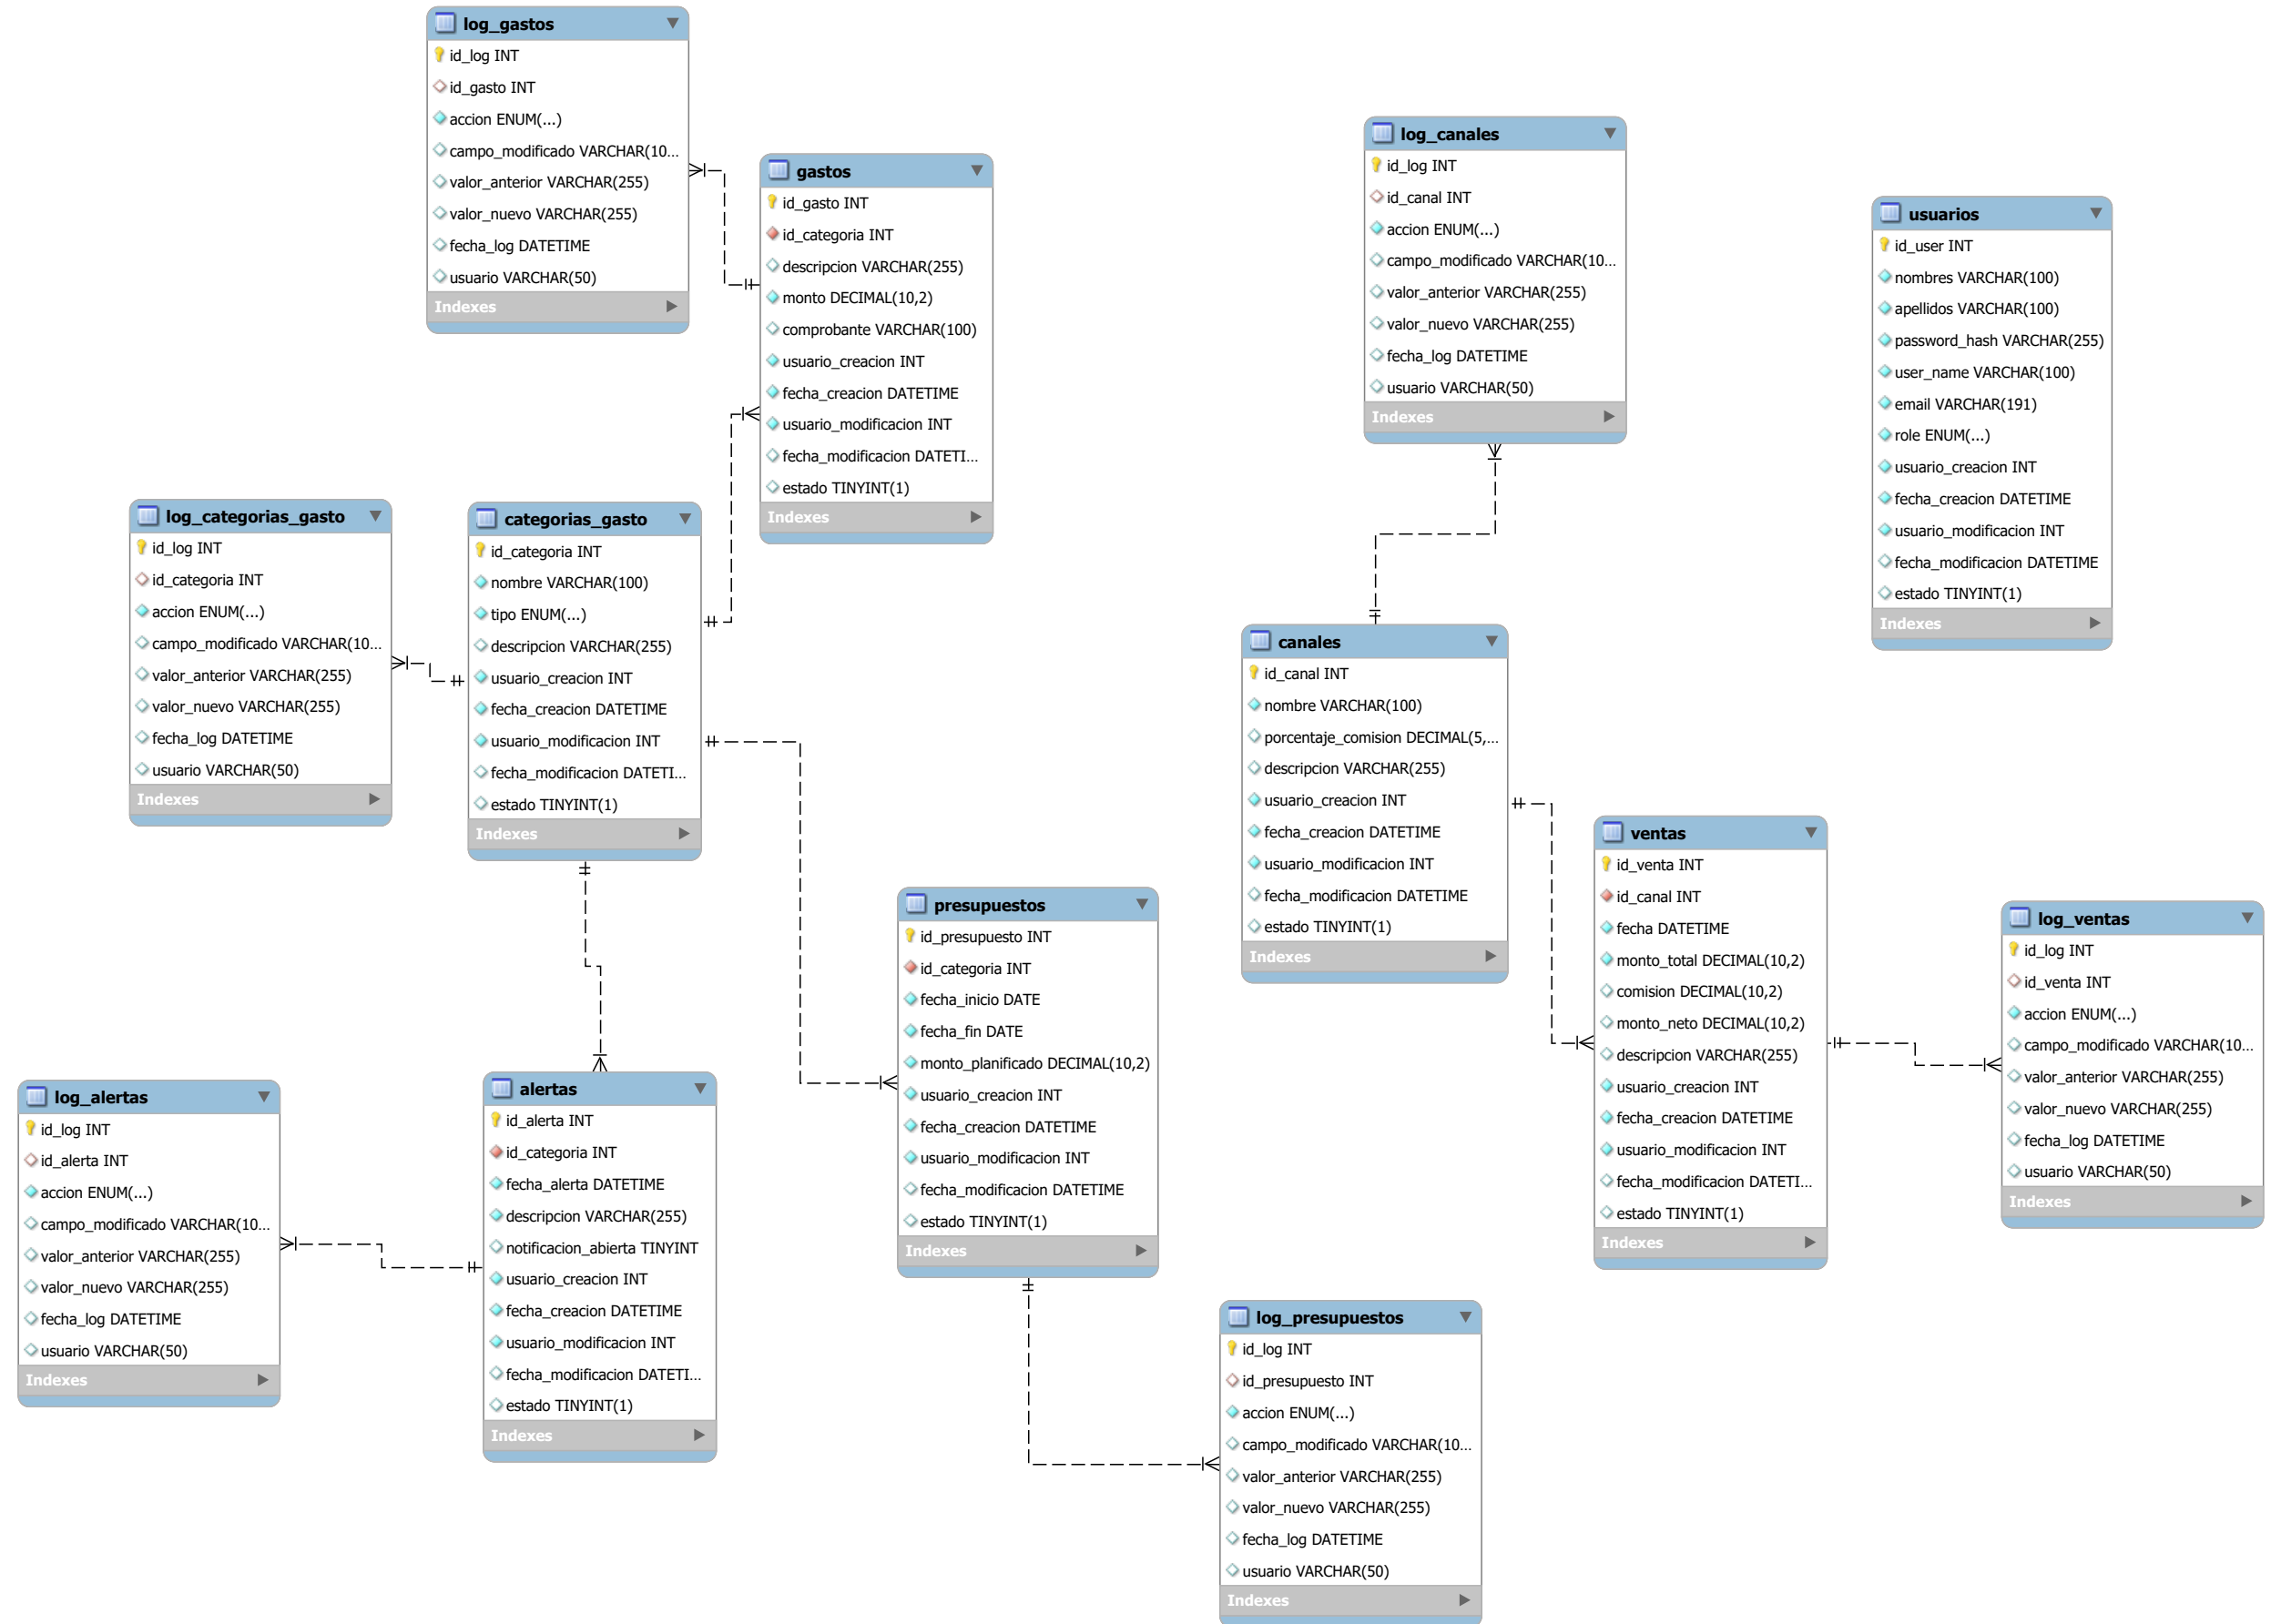 log_gastos
id_log INT
id_gasto INT
accion ENUM(...)
campo_modificado VARCHAR(10...
valor_anterior VARCHAR(255)
valor_nuevo VARCHAR(255)
fecha_log DATETIME
usuario VARCHAR(50)
Indexes
gastos
id_gasto INT
id_categoria INT
descripcion VARCHAR(255)
monto DECIMAL(10,2)
comprobante VARCHAR(100)
usuario_creacion INT
fecha_creacion DATETIME
usuario_modificacion INT
fecha_modificacion DATETI...
estado TINYINT(1)
Indexes
log_canales
id_log INT
id_canal INT
accion ENUM(...)
campo_modificado VARCHAR(10...
valor_anterior VARCHAR(255)
valor_nuevo VARCHAR(255)
fecha_log DATETIME
usuario VARCHAR(50)
Indexes
usuarios
id_user INT
nombres VARCHAR(100)
apellidos VARCHAR(100)
password_hash VARCHAR(255)
user_name VARCHAR(100)
email VARCHAR(191)
role ENUM(...)
usuario_creacion INT
fecha_creacion DATETIME
usuario_modificacion INT
fecha_modificacion DATETIME
estado TINYINT(1)
Indexes
log_categorias_gasto
id_log INT
id_categoria INT
accion ENUM(...)
campo_modificado VARCHAR(10...
valor_anterior VARCHAR(255)
valor_nuevo VARCHAR(255)
fecha_log DATETIME
usuario VARCHAR(50)
Indexes
categorias_gasto
id_categoria INT
nombre VARCHAR(100)
tipo ENUM(...)
descripcion VARCHAR(255)
usuario_creacion INT
fecha_creacion DATETIME
usuario_modificacion INT
fecha_modificacion DATETI...
estado TINYINT(1)
Indexes
canales
id_canal INT
nombre VARCHAR(100)
porcentaje_comision DECIMAL(5,...
descripcion VARCHAR(255)
usuario_creacion INT
fecha_creacion DATETIME
usuario_modificacion INT
fecha_modificacion DATETIME
estado TINYINT(1)
Indexes
ventas
id_venta INT
id_canal INT
fecha DATETIME
monto_total DECIMAL(10,2)
comision DECIMAL(10,2)
monto_neto DECIMAL(10,2)
descripcion VARCHAR(255)
usuario_creacion INT
fecha_creacion DATETIME
usuario_modificacion INT
fecha_modificacion DATETI...
estado TINYINT(1)
Indexes
log_ventas
id_log INT
id_venta INT
accion ENUM(...)
campo_modificado VARCHAR(10...
valor_anterior VARCHAR(255)
valor_nuevo VARCHAR(255)
fecha_log DATETIME
usuario VARCHAR(50)
Indexes
presupuestos
id_presupuesto INT
id_categoria INT
fecha_inicio DATE
fecha_fin DATE
monto_planificado DECIMAL(10,2)
usuario_creacion INT
fecha_creacion DATETIME
usuario_modificacion INT
fecha_modificacion DATETIME
estado TINYINT(1)
Indexes
log_alertas
id_log INT
id_alerta INT
accion ENUM(...)
campo_modificado VARCHAR(10...
valor_anterior VARCHAR(255)
valor_nuevo VARCHAR(255)
fecha_log DATETIME
usuario VARCHAR(50)
Indexes
alertas
id_alerta INT
id_categoria INT
fecha_alerta DATETIME
descripcion VARCHAR(255)
notificacion_abierta TINYINT
usuario_creacion INT
fecha_creacion DATETIME
usuario_modificacion INT
fecha_modificacion DATETI...
estado TINYINT(1)
Indexes
log_presupuestos
id_log INT
id_presupuesto INT
accion ENUM(...)
campo_modificado VARCHAR(10...
valor_anterior VARCHAR(255)
valor_nuevo VARCHAR(255)
fecha_log DATETIME
usuario VARCHAR(50)
Indexes